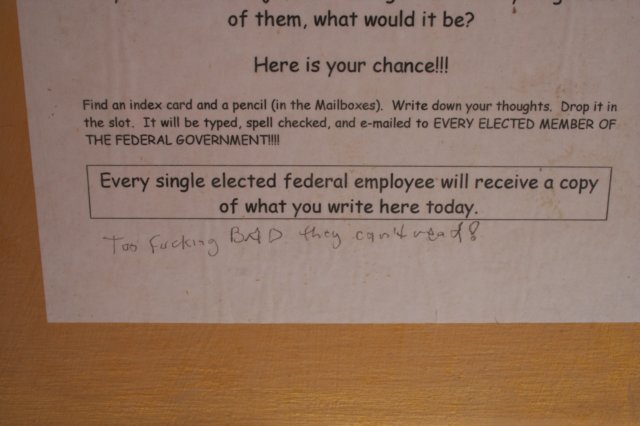 of them, what would it be?
Here is your chance!!!
Find an index card and a pencil (in the Mailboxes). Write down your thoughts. Drop it in
the slot. It will be typed, spell checked, and e-mailed to EVERY ELECTED MEMBER OF
THE FEDERAL GOVERNMENT!!!!
Every single elected federal employee will receive a copy
of what you write here today.
Too fucking BAD they can't read!